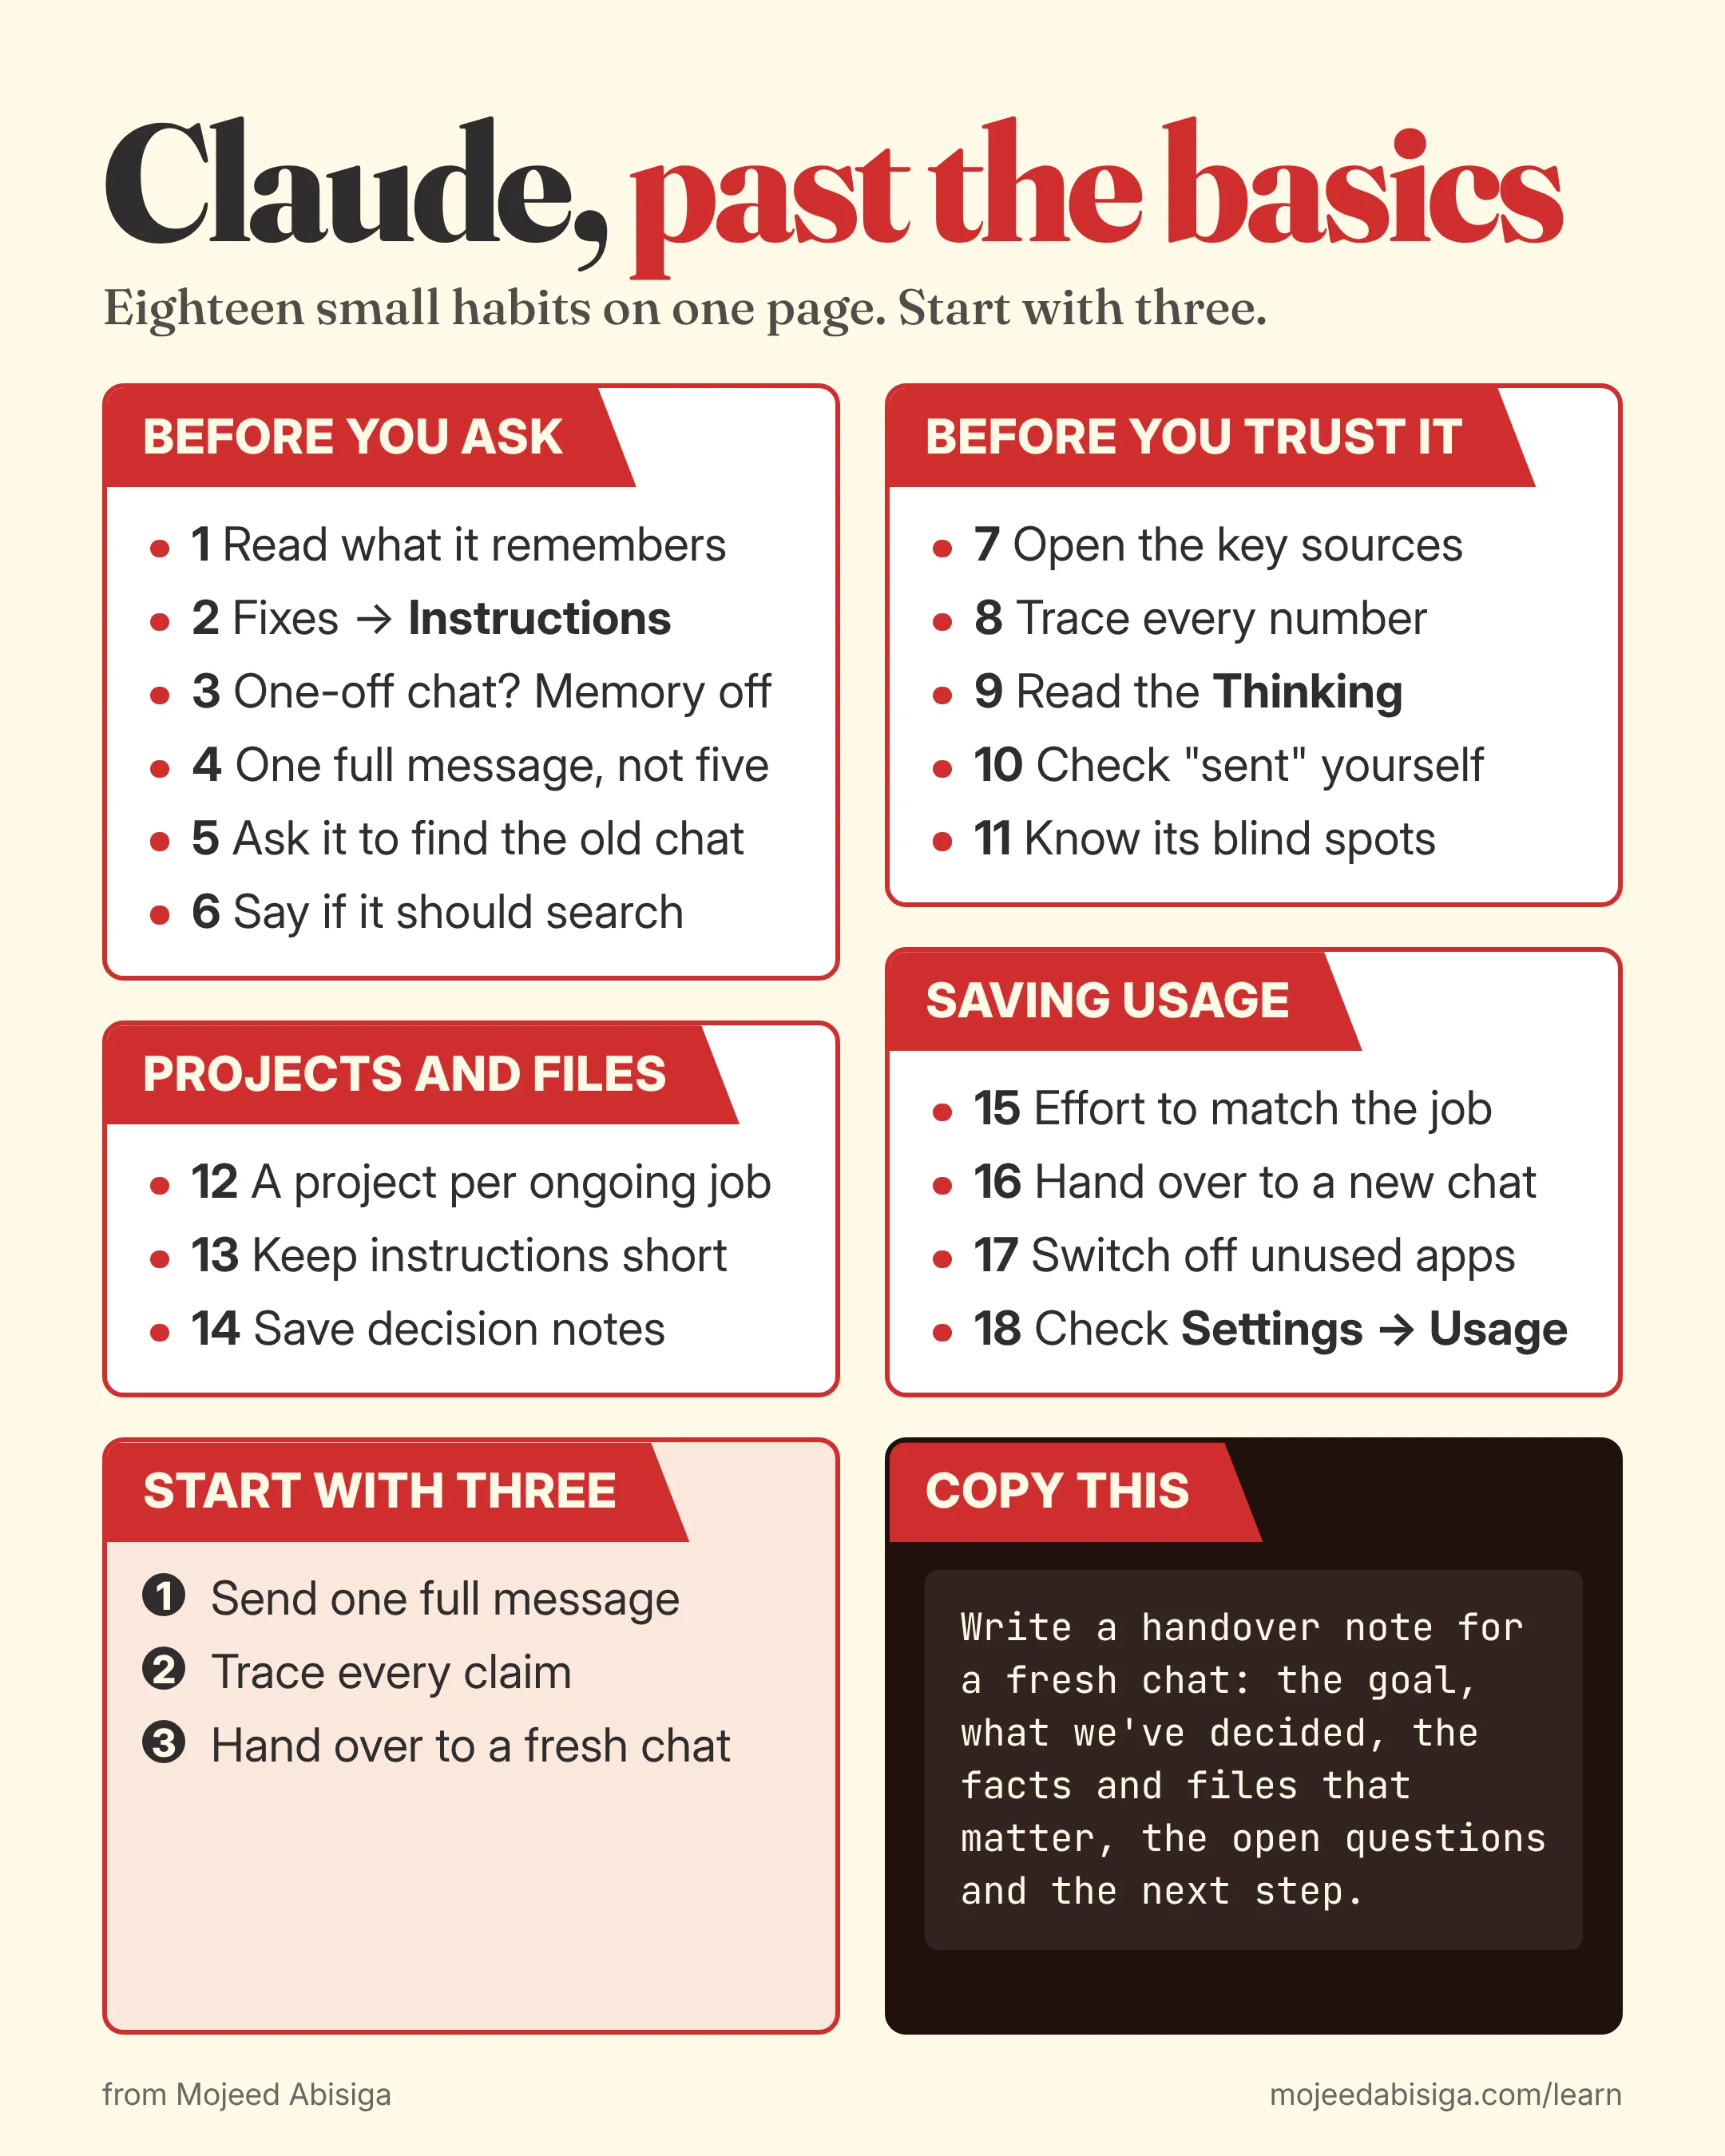 Claude, past the basics
Eighteen small habits on one page. Start with three.
BEFORE YOU ASK
• 1 Read what it remembers
• 2 Fixes → Instructions
• 3 One-off chat? Memory off
• 4 One full message, not five
• 5 Ask it to find the old chat
• 6 Say if it should search
BEFORE YOU TRUST IT
• 7 Open the key sources
• 8 Trace every number
• 9 Read the Thinking
• 10 Check "sent" yourself
• 11 Know its blind spots
PROJECTS AND FILES
• 12 A project per ongoing job
• 13 Keep instructions short
• 14 Save decision notes
SAVING USAGE
• 15 Effort to match the job
• 16 Hand over to a new chat
• 17 Switch off unused apps
• 18 Check Settings → Usage
START WITH THREE
1 Send one full message
2 Trace every claim
3 Hand over to a fresh chat
COPY THIS
Write a handover note for
a fresh chat: the goal,
what we've decided, the
facts and files that
matter, the open questions
and the next step.
from Mojeed Abisiga
mojeedabisiga.com/learn